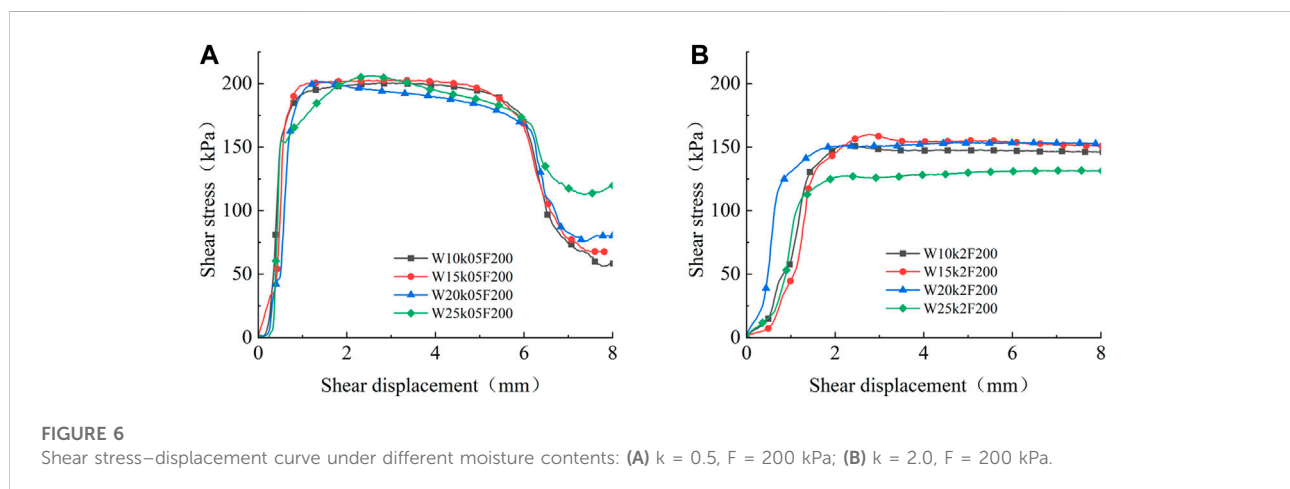 A
B
200
150
100
50
0
Shear stress（kPa）
W10k05F200
W15k05F200
W20k05F200
W25k05F200
0 2 4 6 8
Shear displacement（mm）
200
150
100
50
0
Shear stress（kPa）
W10k2F200
W15k2F200
W20k2F200
W25k2F200
0 2 4 6 8
Shear displacement（mm）
FIGURE 6
Shear stress–displacement curve under different moisture contents: (A) k = 0.5, F = 200 kPa; (B) k = 2.0, F = 200 kPa.